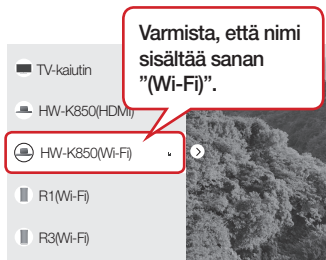 Varmista, että nimi
sisältää sanan
”(Wi-Fi)”.
TV-kaiutin
HW-K850(HDMI)
HW-K850(Wi-Fi)
R1(Wi-Fi)
R3(Wi-Fi)